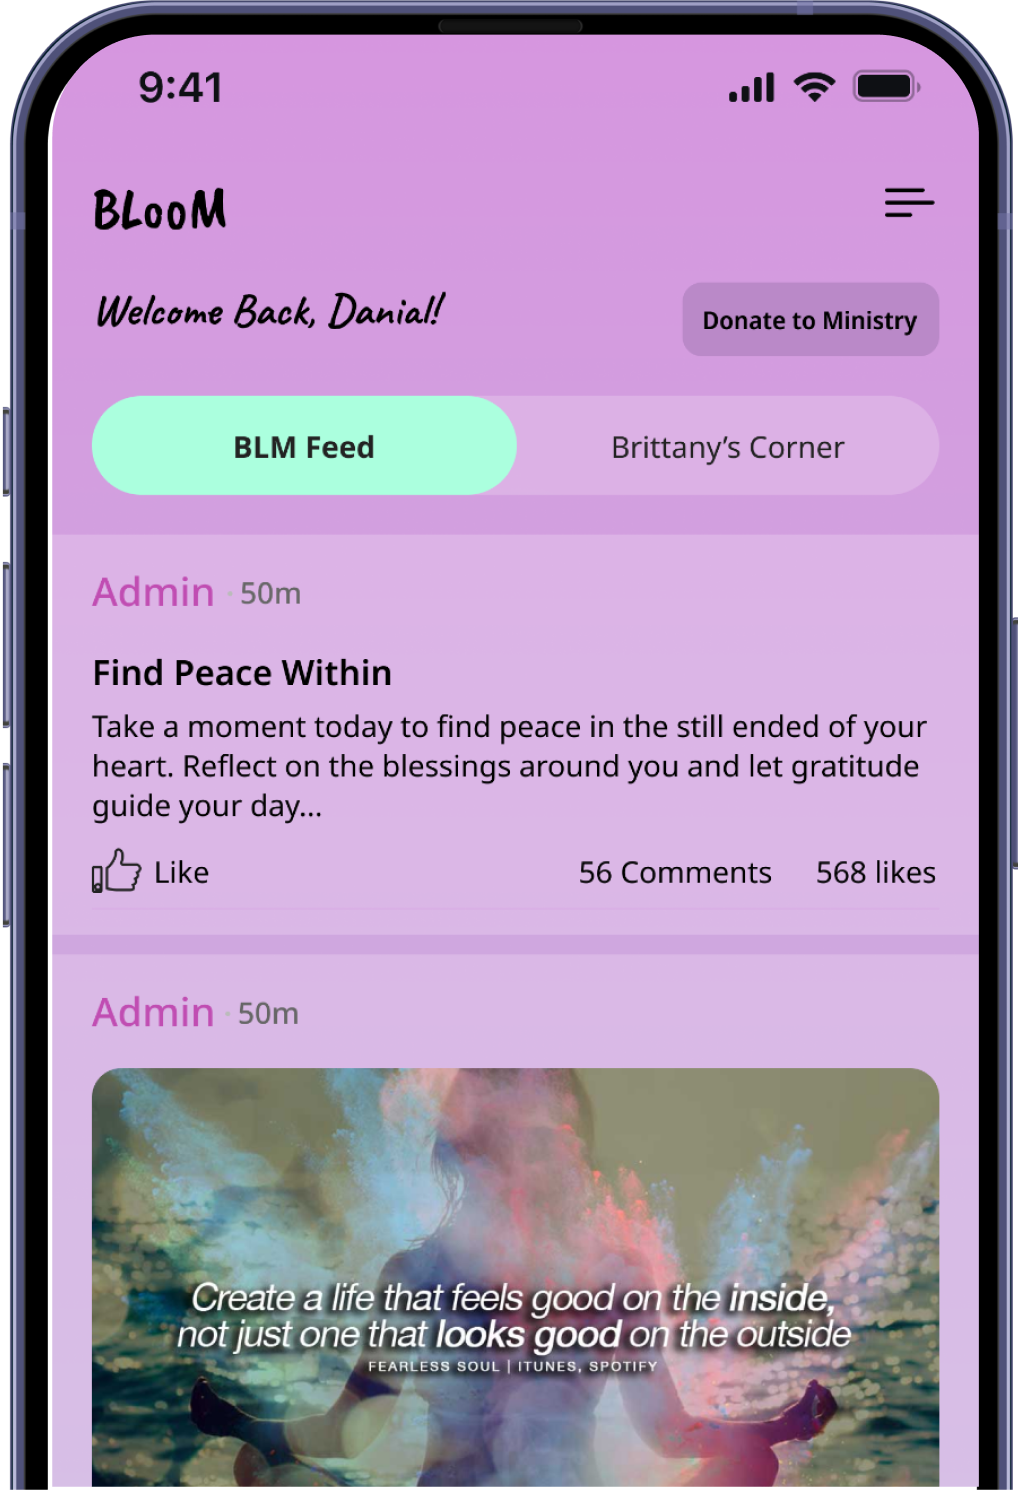 9:41
BLooM
Welcome Back, Danial!
Donate to Ministry
BLM Feed
Brittany’s Corner
Admin · 50m
Find Peace Within
Take a moment today to find peace in the still ended of your
heart. Reflect on the blessings around you and let gratitude
guide your day...
Like
56 Comments
568 likes
Admin · 50m
Create a life that feels good on the inside,
not just one that looks good on the outside
FEARLESS SOUL | ITUNES, SPOTIFY